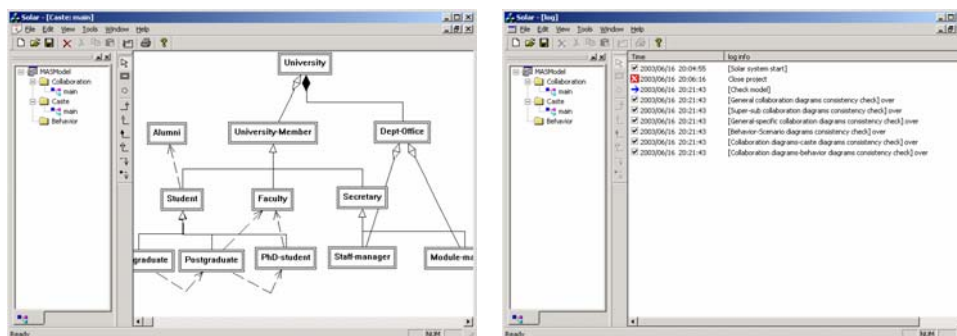 Solar - [Caste: main]
File Edit View Tools Window Help
MASModel
Collaboration
main
Caste
main
Behavior
University
Alumni
University-Member
Dept-Office
Student
Faculty
Secretary
graduate
Postgraduate
PhD-student
Staff-manager
Module-ma
Ready
NUM
Solar - [log]
File Edit View Tools Window Help
MASModel
Collaboration
main
Caste
main
Behavior
Time log info
2003/06/16 20:04:55 [Solar system start]
2003/06/16 20:06:16 Close project
2003/06/16 20:21:43 [Check model]
2003/06/16 20:21:43 [General collaboration diagrams consistency check] over
2003/06/16 20:21:43 [Super-sub collaboration diagrams consistency check] over
2003/06/16 20:21:43 [General-specific collaboration diagrams consistency check] over
2003/06/16 20:21:43 [Behavior-Scenario diagrams consistency check] over
2003/06/16 20:21:43 [Collaboration diagrams-caste diagrams consistency check] over
2003/06/16 20:21:43 [Collaboration diagrams-behavior diagrams consistency check] over
Ready
NUM